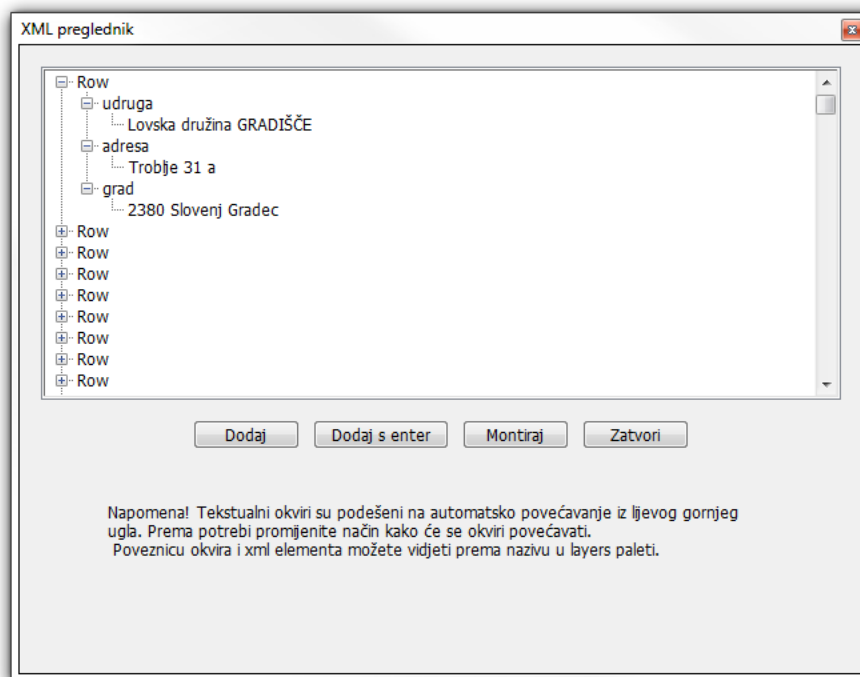 XML preglednik
Row
udruga
Lovska družina GRADIŠČE
adresa
Troblje 31 a
grad
2380 Slovenj Gradec
Row
Row
Row
Row
Row
Row
Row
Row
Dodaj
Dodaj s enter
Montiraj
Zatvori
Napomena! Tekstualni okviri su podešeni na automatsko povećavanje iz lijevog gornjeg
ugla. Prema potrebi promijenite način kako će se okviri povećavati.
Poveznicu okvira i xml elementa možete vidjeti prema nazivu u layers paleti.